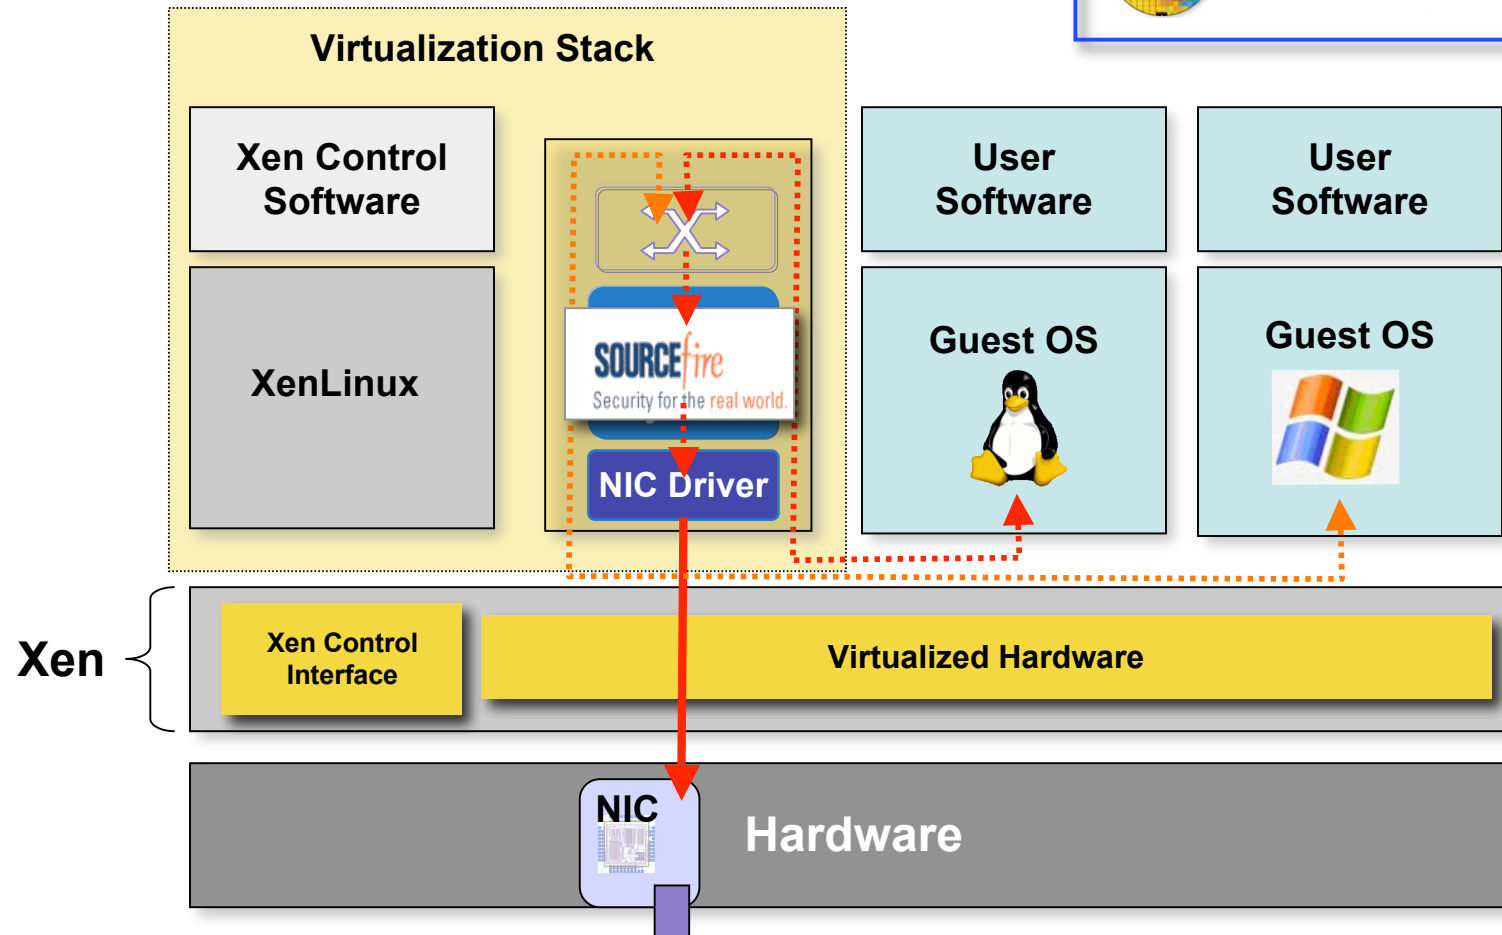 Virtualization Stack
Xen Control
Software
XenLinux
SOURCEfire
Security for the real world.
NIC Driver
User
Software
Guest OS
User
Software
Guest OS
Xen
Xen Control
Interface
Virtualized Hardware
NIC
Hardware